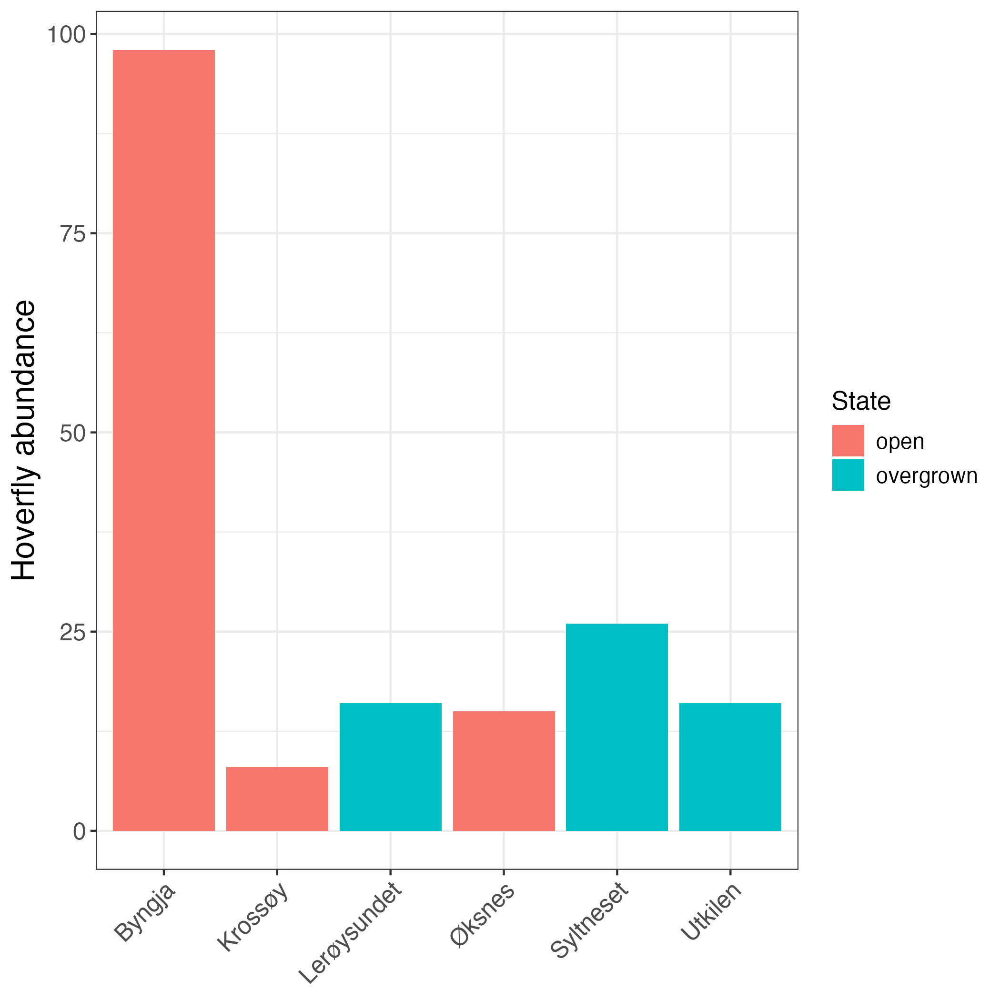 Hoverfly abundance
100
75
50
25
0
Byngja
Krossøy
Lerøysundet
Øksnes
Syltneset
Utkilen
State
open
overgrown